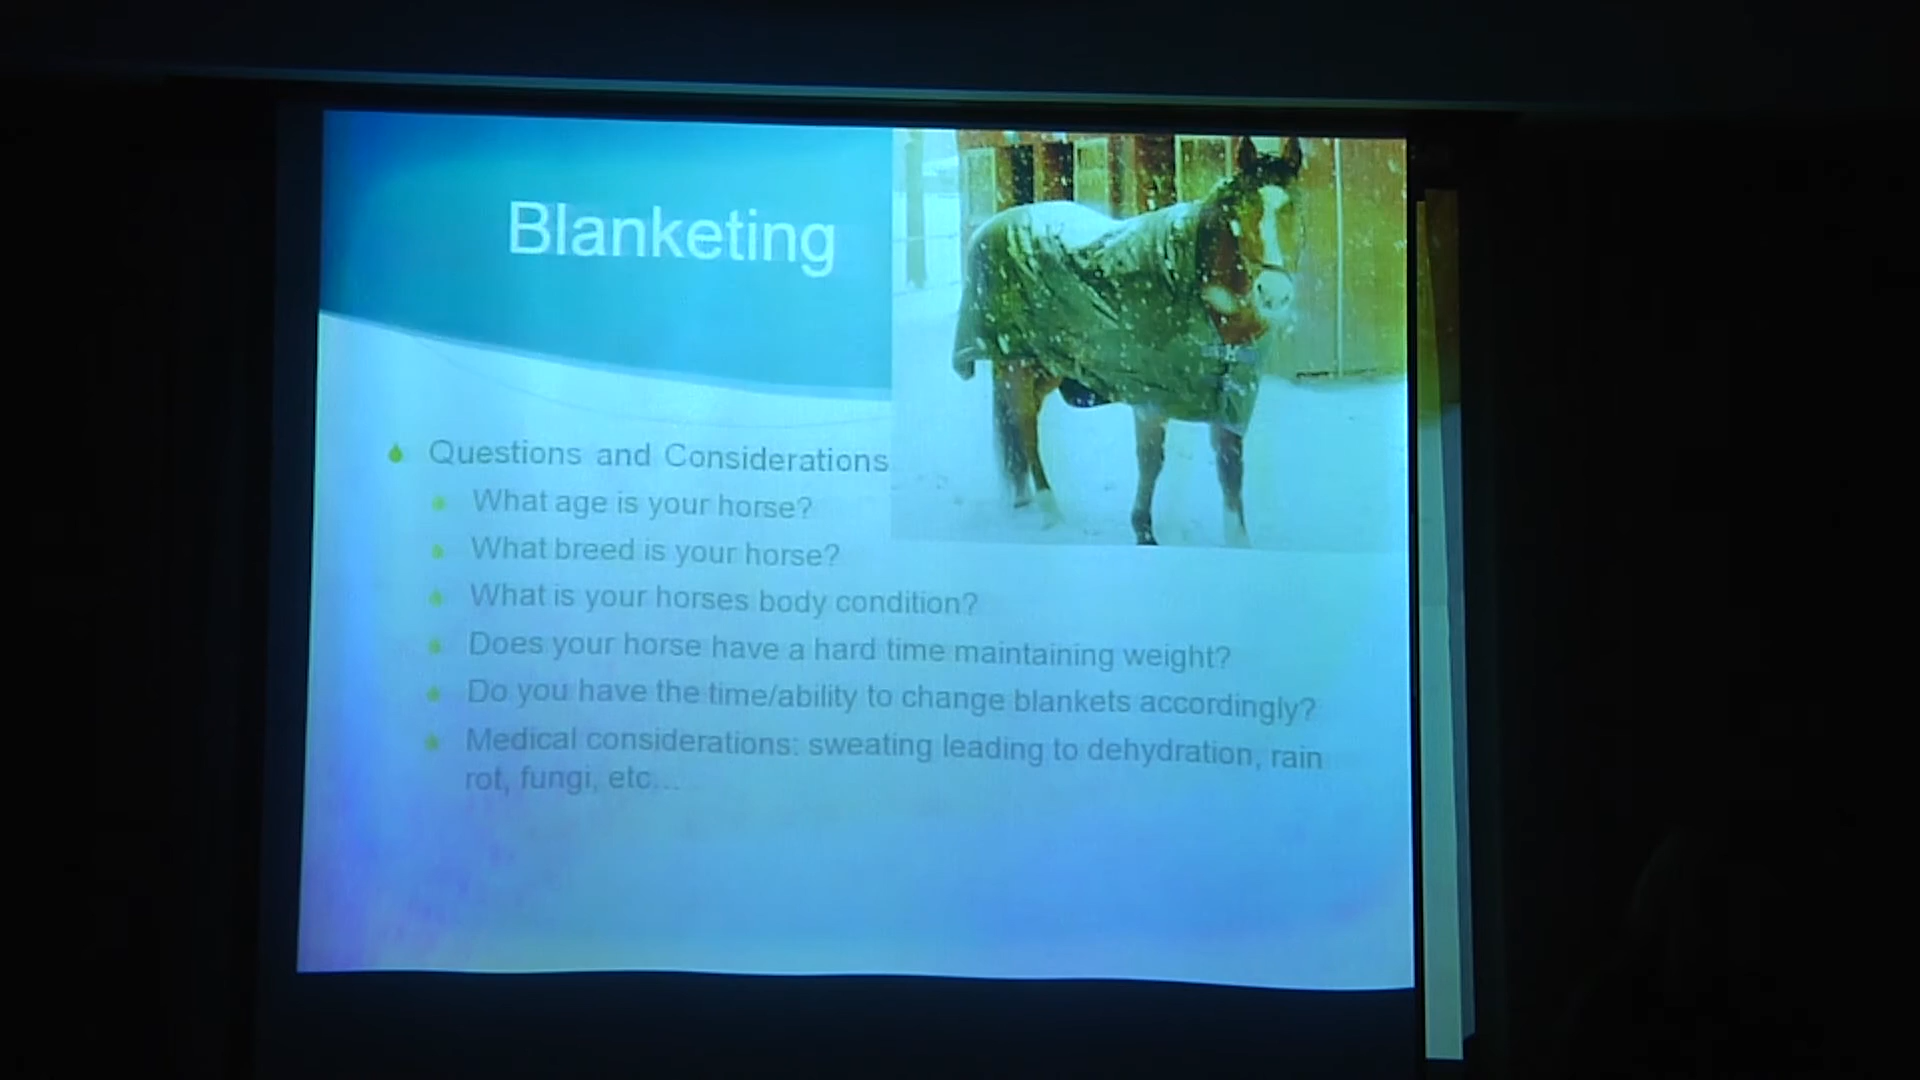 Blanketing
Questions and Considerations
What age is your horse?
What breed is your horse?
What is your horses body condition?
Does your horse have a hard time maintaining weight?
Do you have the time/ability to change blankets accordingly?
Medical considerations: sweating leading to dehydration, rain
rot, fungi, etc...